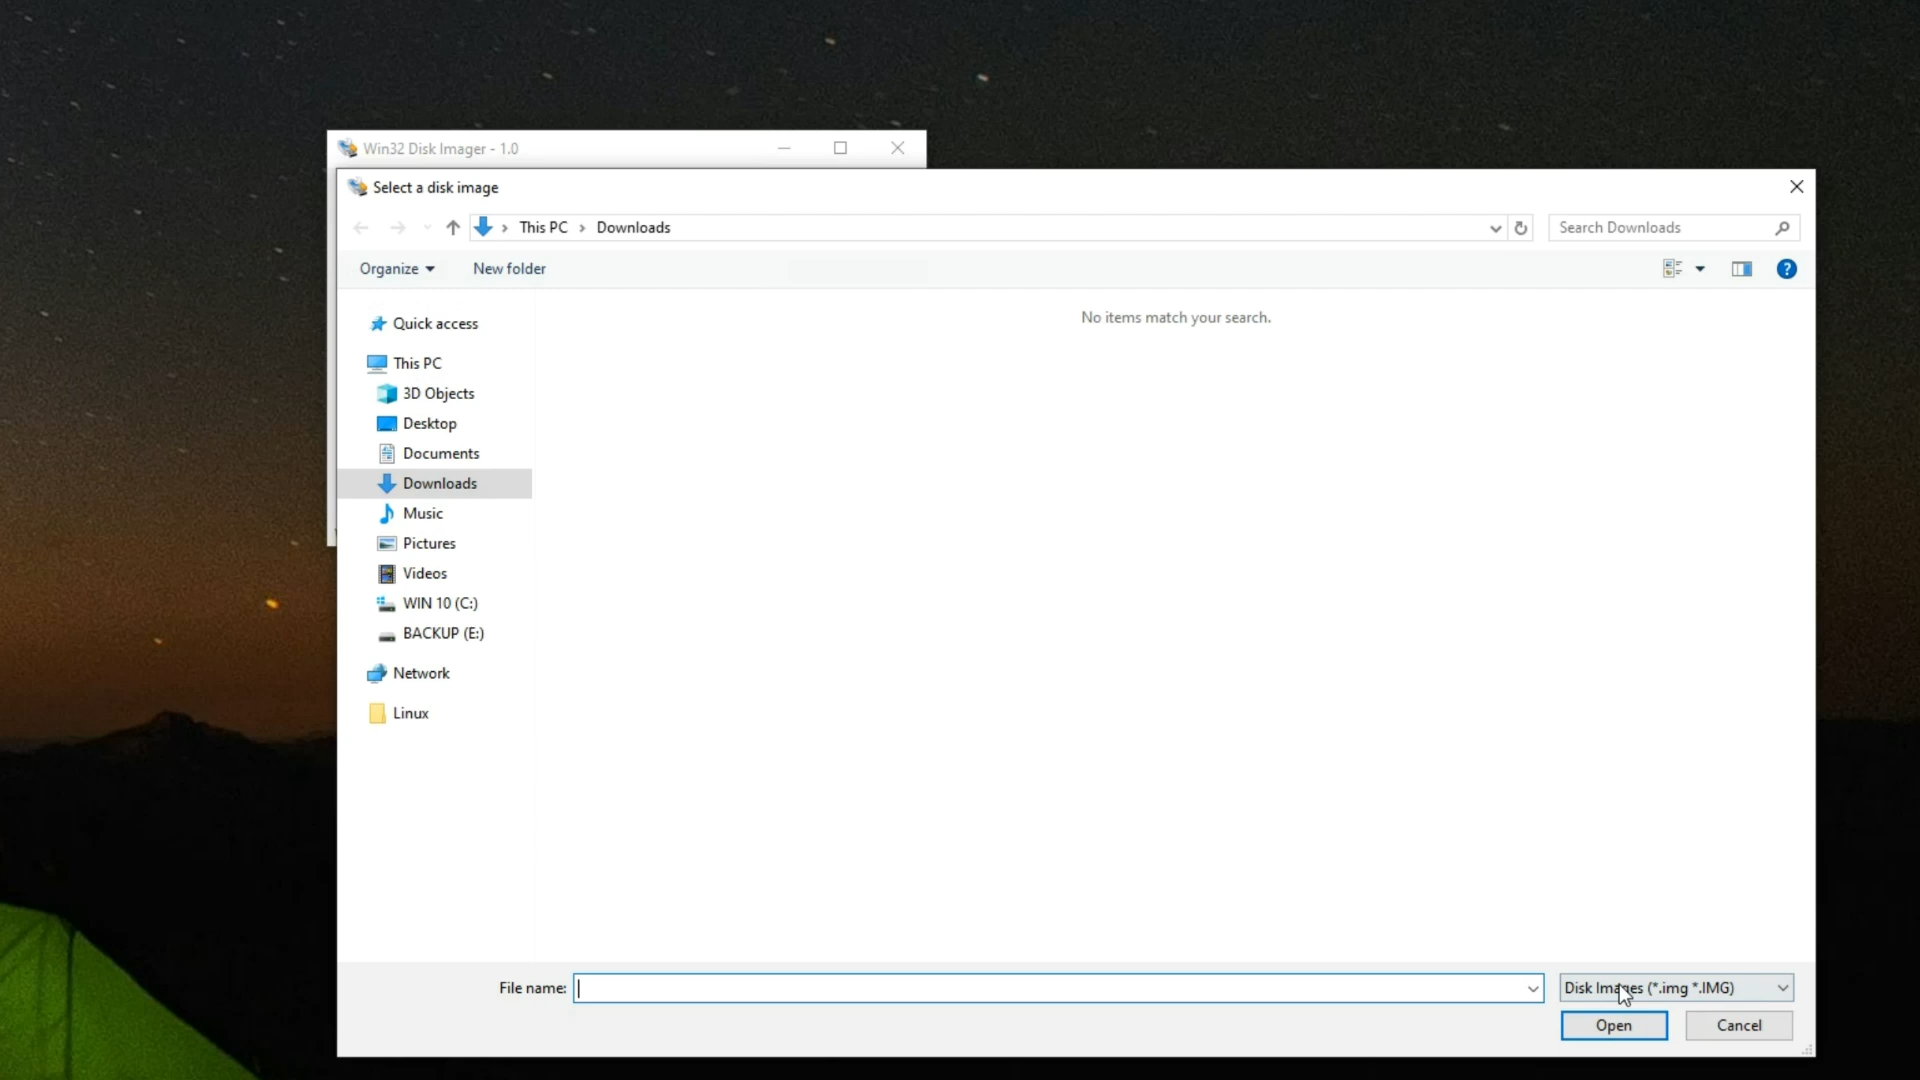 Win32 Disk Imager - 1.0
Select a disk image
This PC > Downloads
Search Downloads
Organize
New folder
?
No items match your search.
Quick access
This PC
3D Objects
Desktop
Documents
Downloads
Music
Pictures
Videos
WIN 10 (C:)
BACKUP (E:)
Network
Linux
File name:
Disk Images (*.img *.IMG)
Open
Cancel